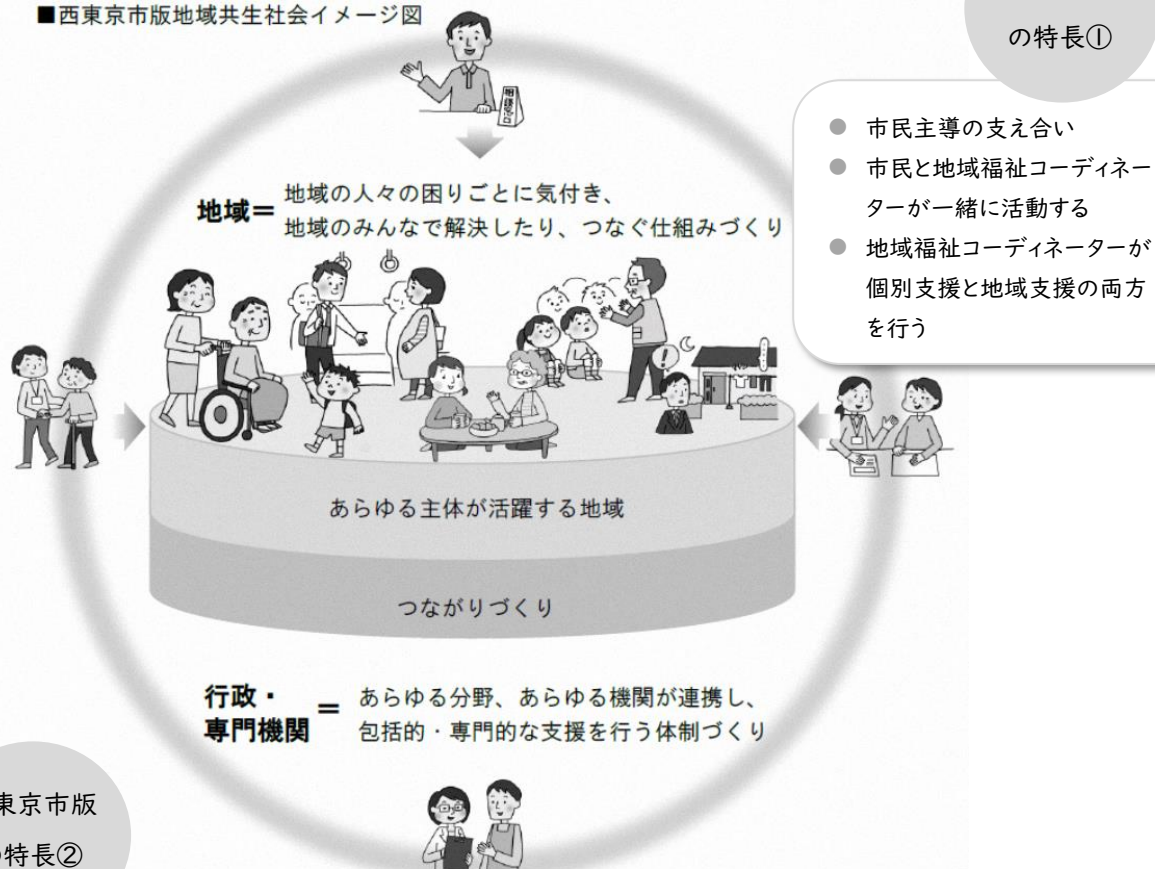 ■西東京市版地域共生社会イメージ図
の特長①
相談窓口
● 市民主導の支え合い
● 市民と地域福祉コーディネー
ターが一緒に活動する
● 地域福祉コーディネーターが
個別支援と地域支援の両方
を行う
地域＝
地域の人々の困りごとに気付き、
地域のみんなで解決したり、つなぐ仕組みづくり
！
あらゆる主体が活躍する地域
つながりづくり
行政・
専門機関
＝
あらゆる分野、あらゆる機関が連携し、
包括的・専門的な支援を行う体制づくり
東京市版
の特長②